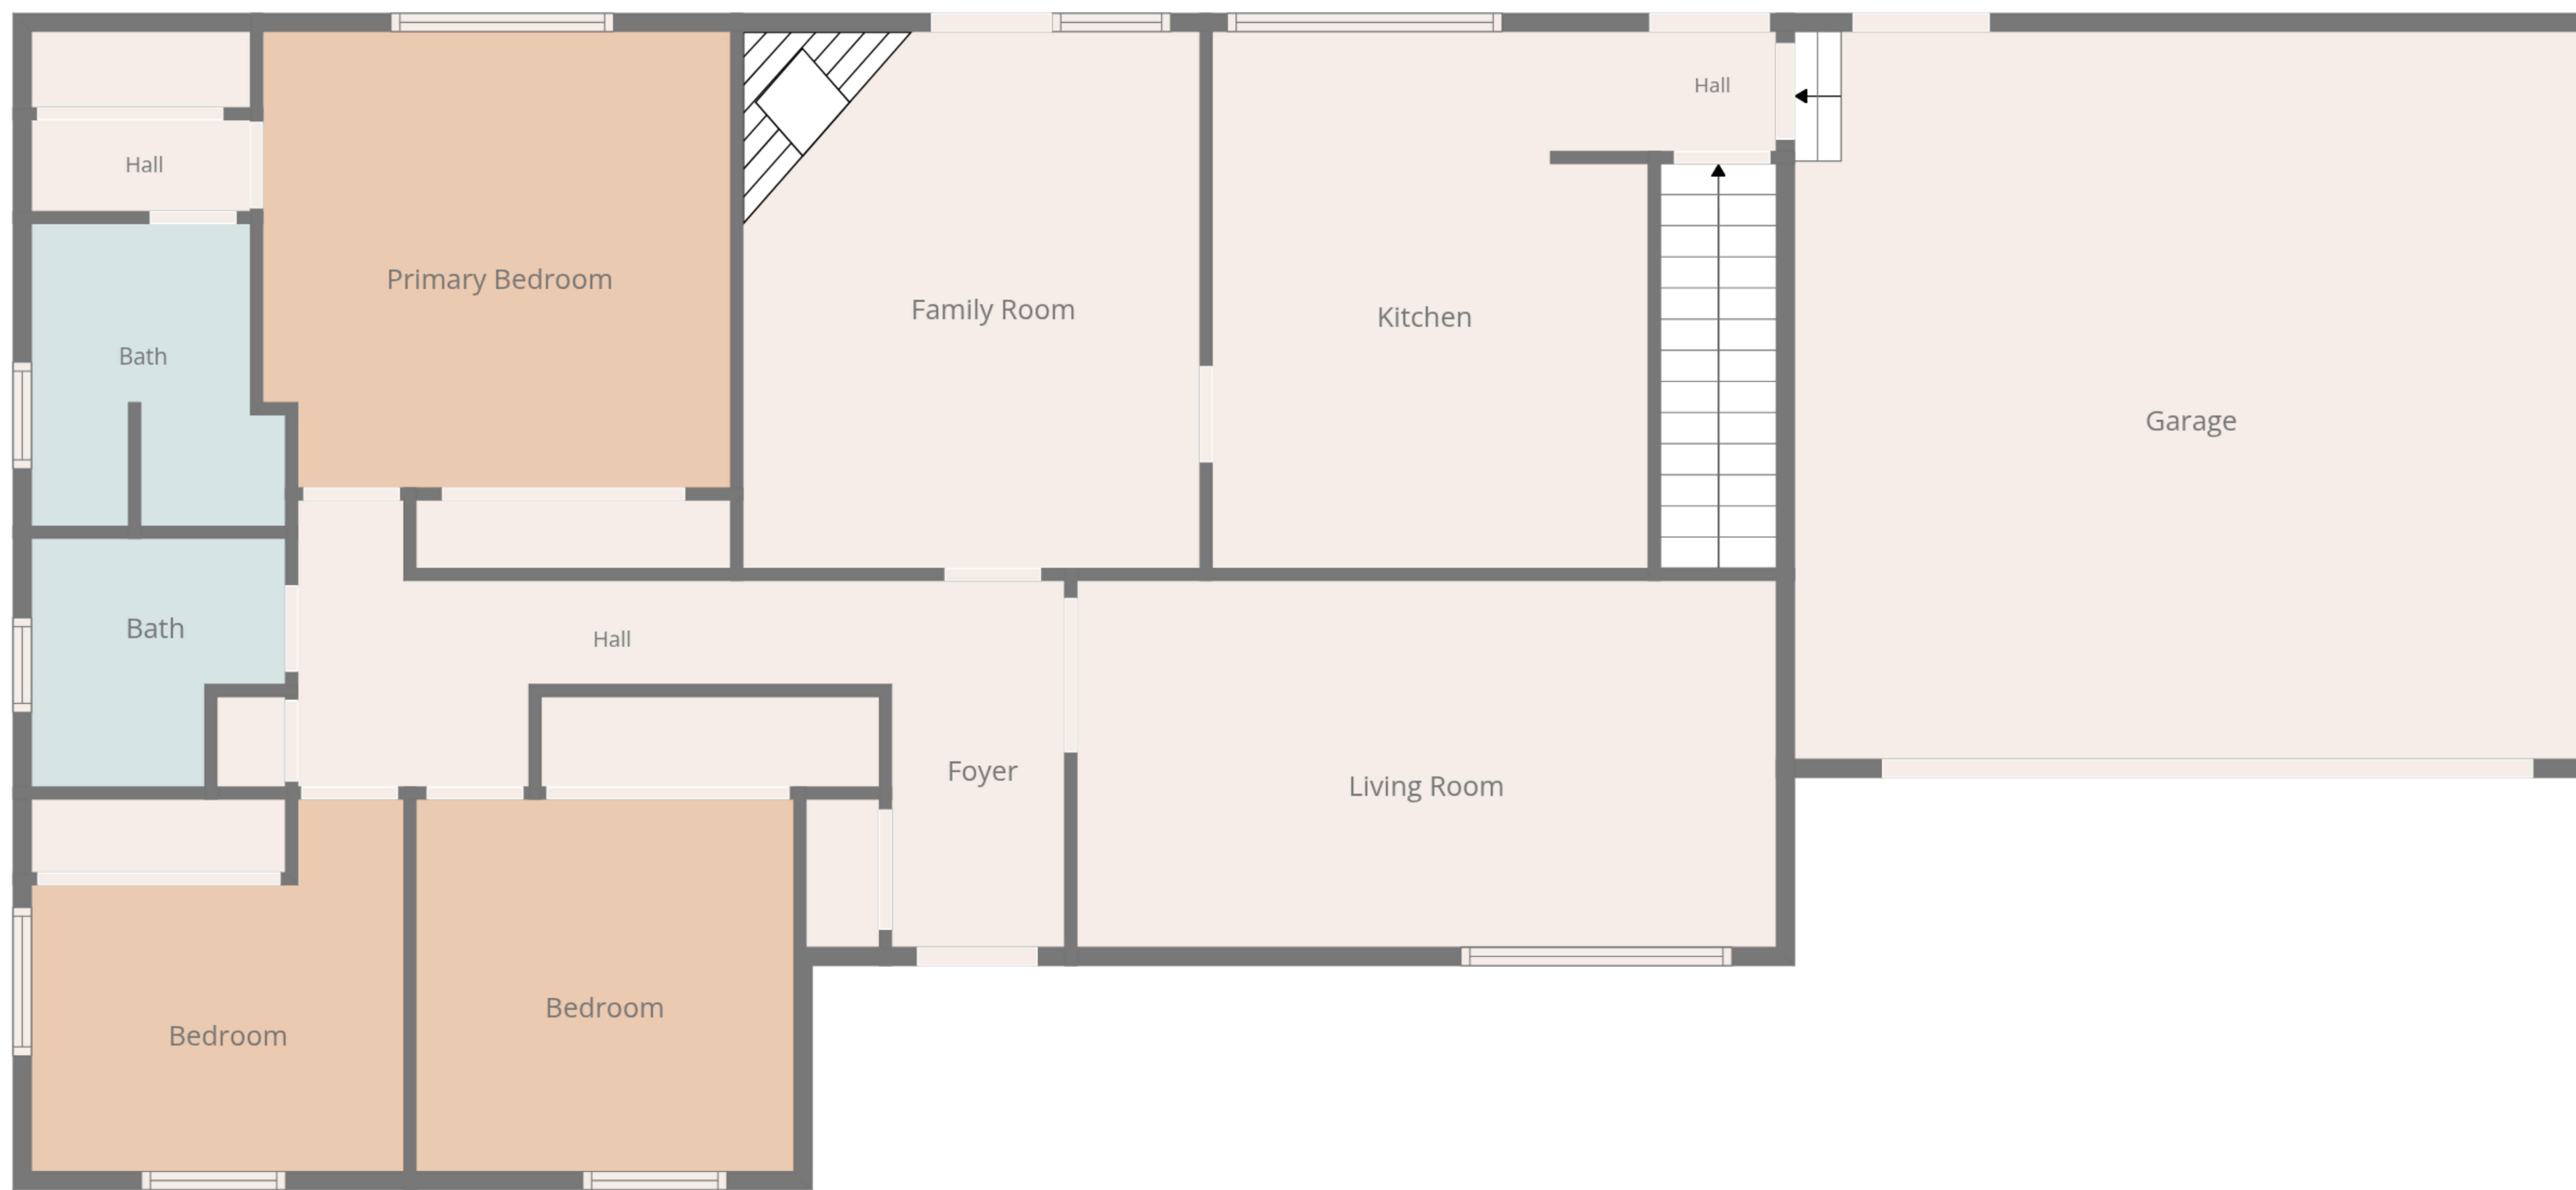 Hall
Hall
Primary Bedroom
Family Room
Kitchen
Bath
Garage
Bath
Hall
Foyer
Living Room
Bedroom
Bedroom